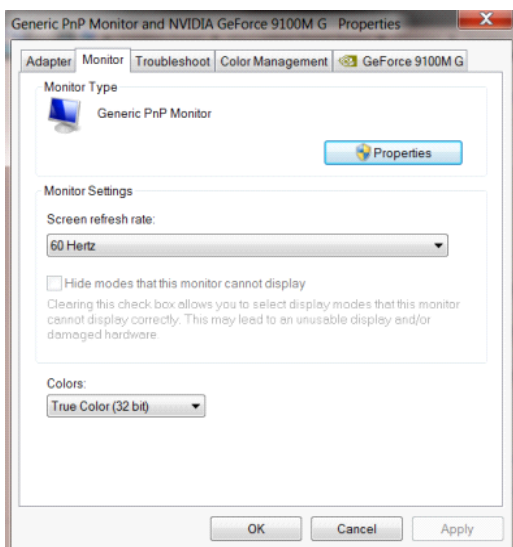 Generic PnP Monitor and NVIDIA GeForce 9100M G Properties
Adapter Monitor Troubleshoot Color Management GeForce 9100M G
Monitor Type
Generic PnP Monitor
Properties
Monitor Settings
Screen refresh rate:
60 Hertz
Hide modes that this monitor cannot display
Clearing this check box allows you to select display modes that this monitor
cannot display correctly. This may lead to an unusable display and/or
damaged hardware.
Colors:
True Color (32 bit)
OK Cancel Apply